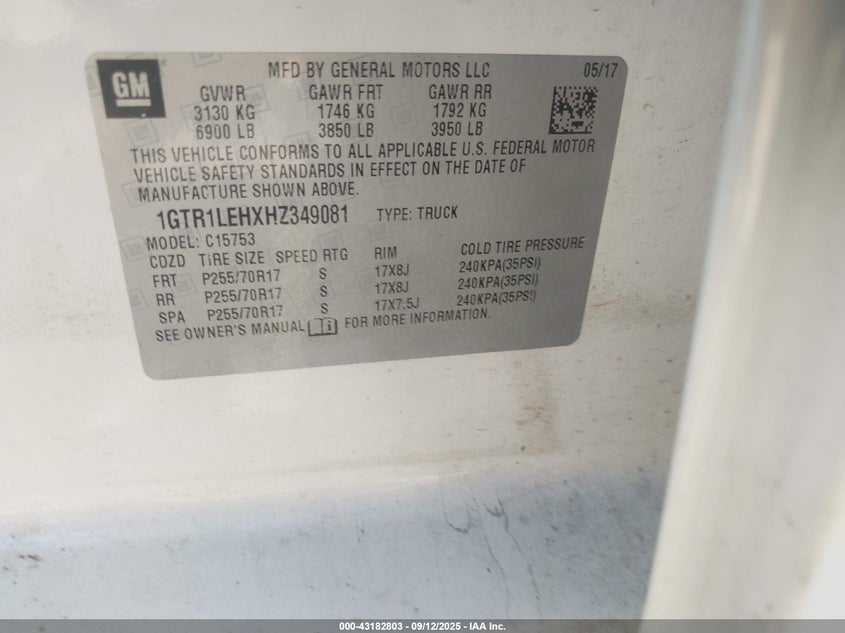 GM
MFD BY GENERAL MOTORS LLC 05/17
GVWR GAWR FRT GAWR RR
3130 KG 1746 KG 1792 KG
6900 LB 3850 LB 3950 LB
THIS VEHICLE CONFORMS TO ALL APPLICABLE U.S. FEDERAL MOTOR
VEHICLE SAFETY STANDARDS IN EFFECT ON THE DATE OF
MANUFACTURE SHOWN ABOVE.
1GTR1LEHXHZ349081 TYPE: TRUCK
MODEL: C15753
CDZD TIRE SIZE SPEED RTG RIM COLD TIRE PRESSURE
FRT P255/70R17 S 17X8J 240KPA(35PSI)
RR P255/70R17 S 17X8J 240KPA(35PSI)
SPA P255/70R17 S 17X7.5J 240KPA(35PSI)
SEE OWNER'S MANUAL FOR MORE INFORMATION.
000-43182803 - 09/12/2025 - IAA Inc.